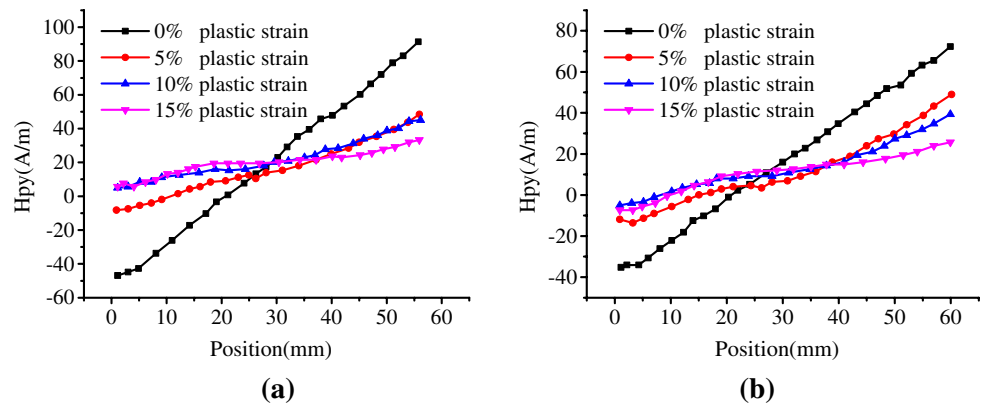 0% plastic strain
5% plastic strain
10% plastic strain
15% plastic strain
100
80
60
40
20
0
-20
-40
-60
Hpy(A/m)
0 10 20 30 40 50 60
Position(mm)
(a)
0% plastic strain
5% plastic strain
10% plastic strain
15% plastic strain
80
60
40
20
0
-20
-40
Hpy(A/m)
0 10 20 30 40 50 60
Position(mm)
(b)